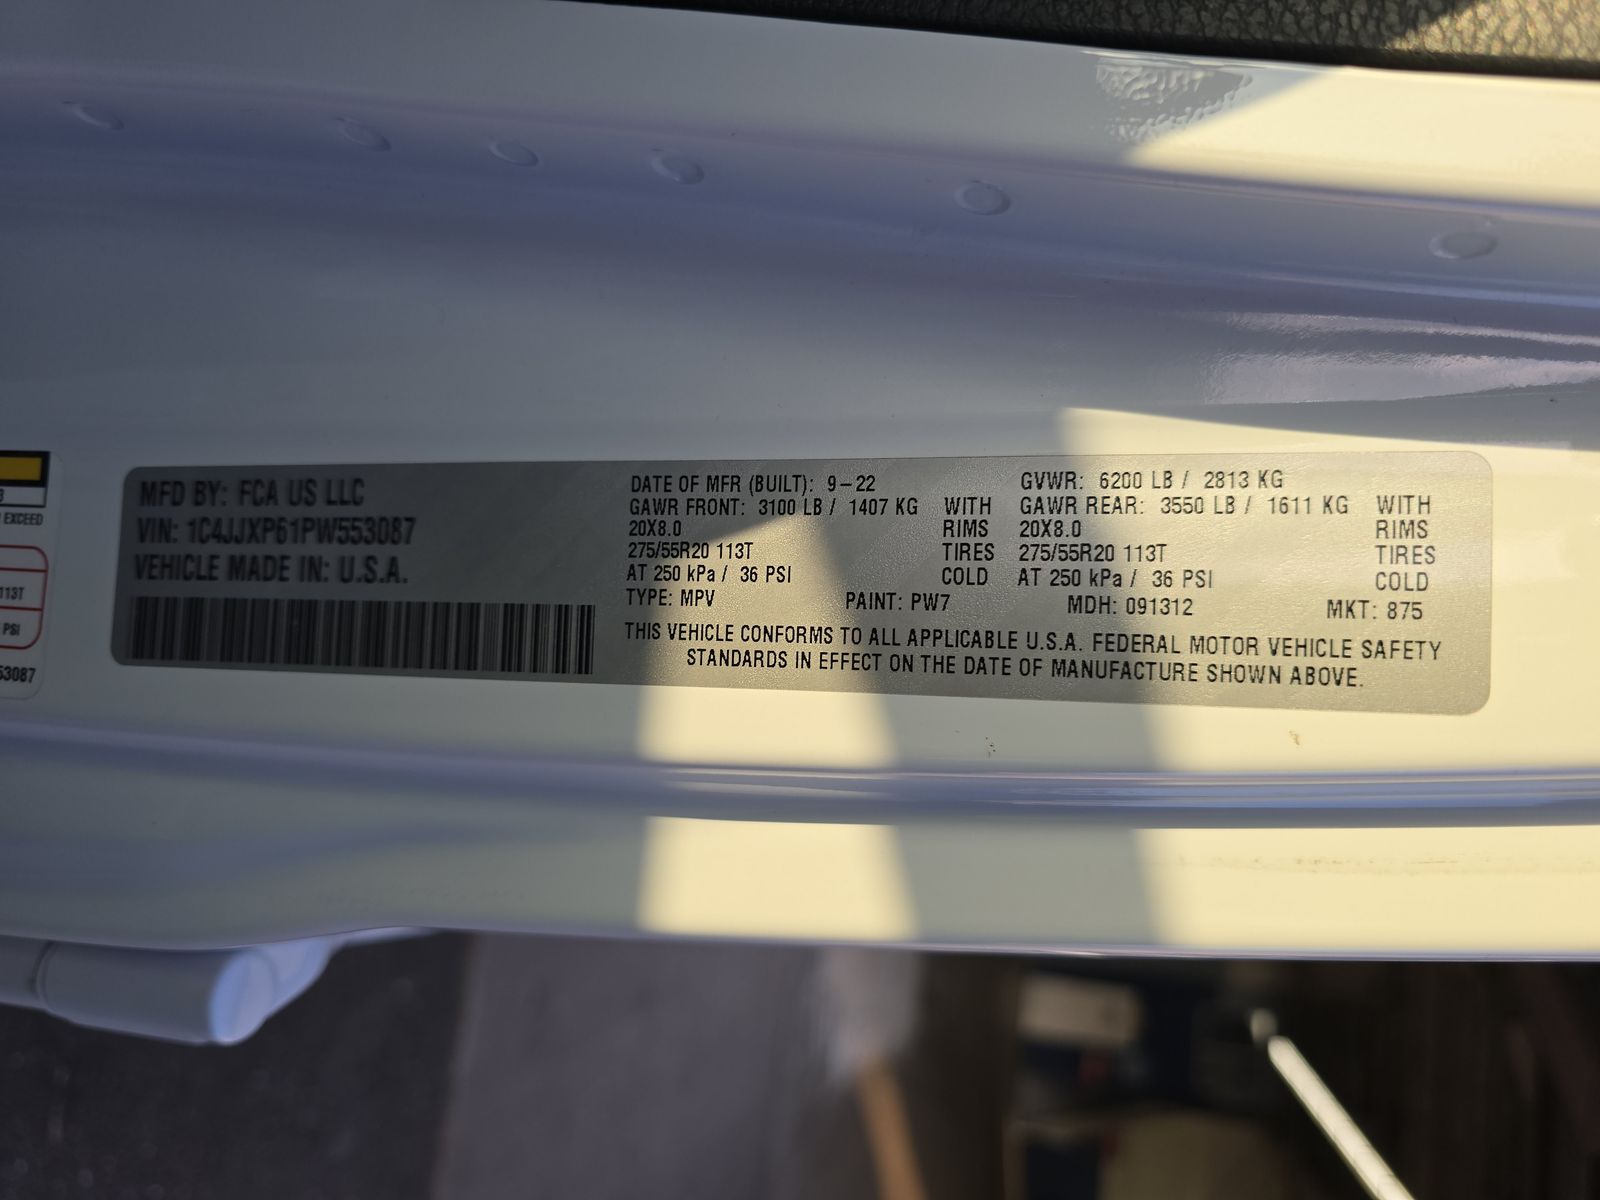 MFD BY: FCA US LLC
VIN: 1C4JJXP61PW553087
VEHICLE MADE IN: U.S.A.
DATE OF MFR (BUILT): 9-22 GVWR: 6200 LB / 2813 KG
GAWR FRONT: 3100 LB / 1407 KG WITH GAWR REAR: 3550 LB / 1611 KG WITH
20X8.0 RIMS 20X8.0 RIMS
275/55R20 113T TIRES 275/55R20 113T TIRES
AT 250 kPa / 36 PSI COLD AT 250 kPa / 36 PSI COLD
TYPE: MPV PAINT: PW7 MDH: 091312 MKT: 875
THIS VEHICLE CONFORMS TO ALL APPLICABLE U.S.A. FEDERAL MOTOR VEHICLE SAFETY
STANDARDS IN EFFECT ON THE DATE OF MANUFACTURE SHOWN ABOVE.
EXCEED
113T
PSI
53087